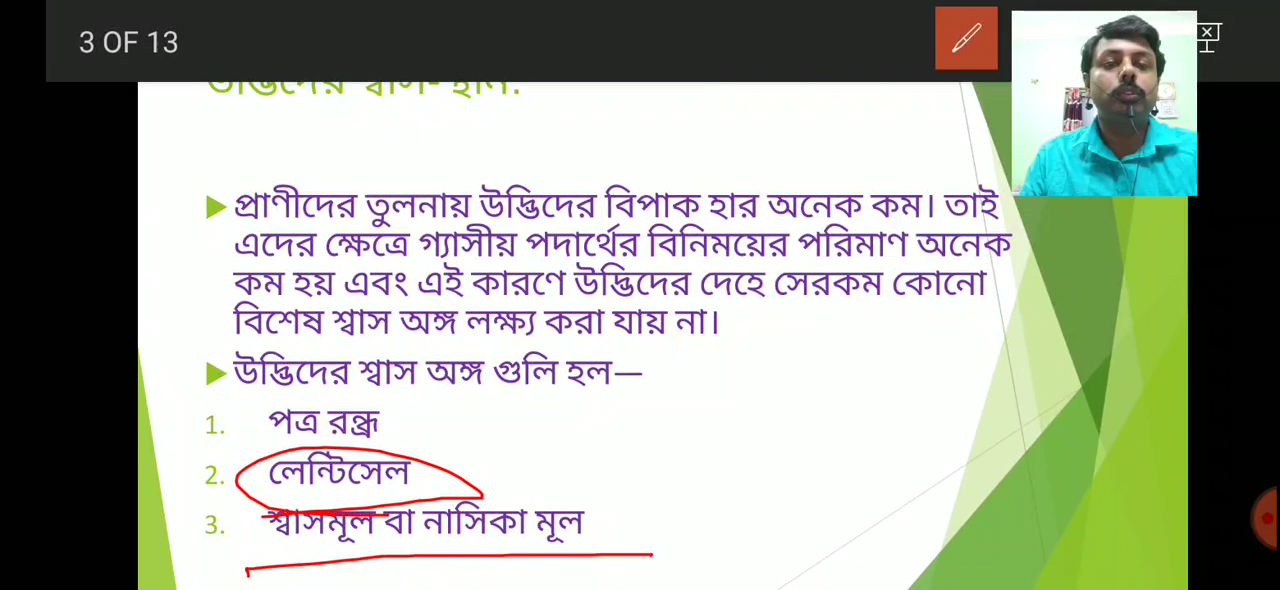 3 OF 13
উদ্ভিদের শ্বাস- স্থান:
প্রাণীদের তুলনায় উদ্ভিদের বিপাক হার অনেক কম। তাই
এদের ক্ষেত্রে গ্যাসীয় পদার্থের বিনিময়ের পরিমাণ অনেক
কম হয় এবং এই কারণে উদ্ভিদের দেহে সেরকম কোনো
বিশেষ শ্বাস অঙ্গ লক্ষ্য করা যায় না।
উদ্ভিদের শ্বাস অঙ্গ গুলি হল—
1. পত্র রন্ধ্র
2. লেন্টিসেল
3. শ্বাসমূল বা নাসিকা মূল